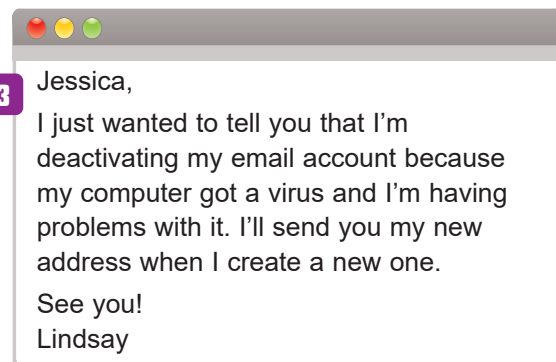 3
Jessica,
I just wanted to tell you that I'm
deactivating my email account because
my computer got a virus and I'm having
problems with it. I'll send you my new
address when I create a new one.
See you!
Lindsay